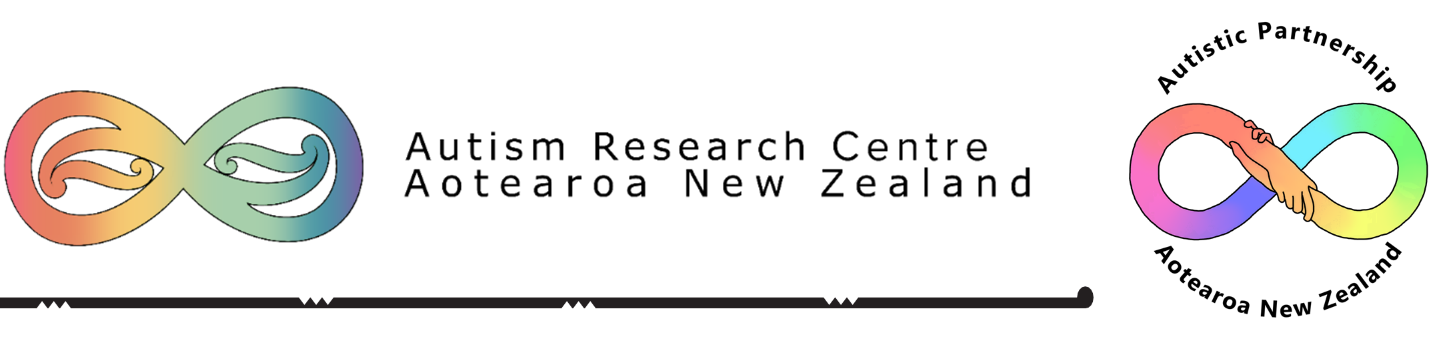 Autism Research Centre
Aotearoa New Zealand
Autistic Partnership
Aotearoa New Zealand